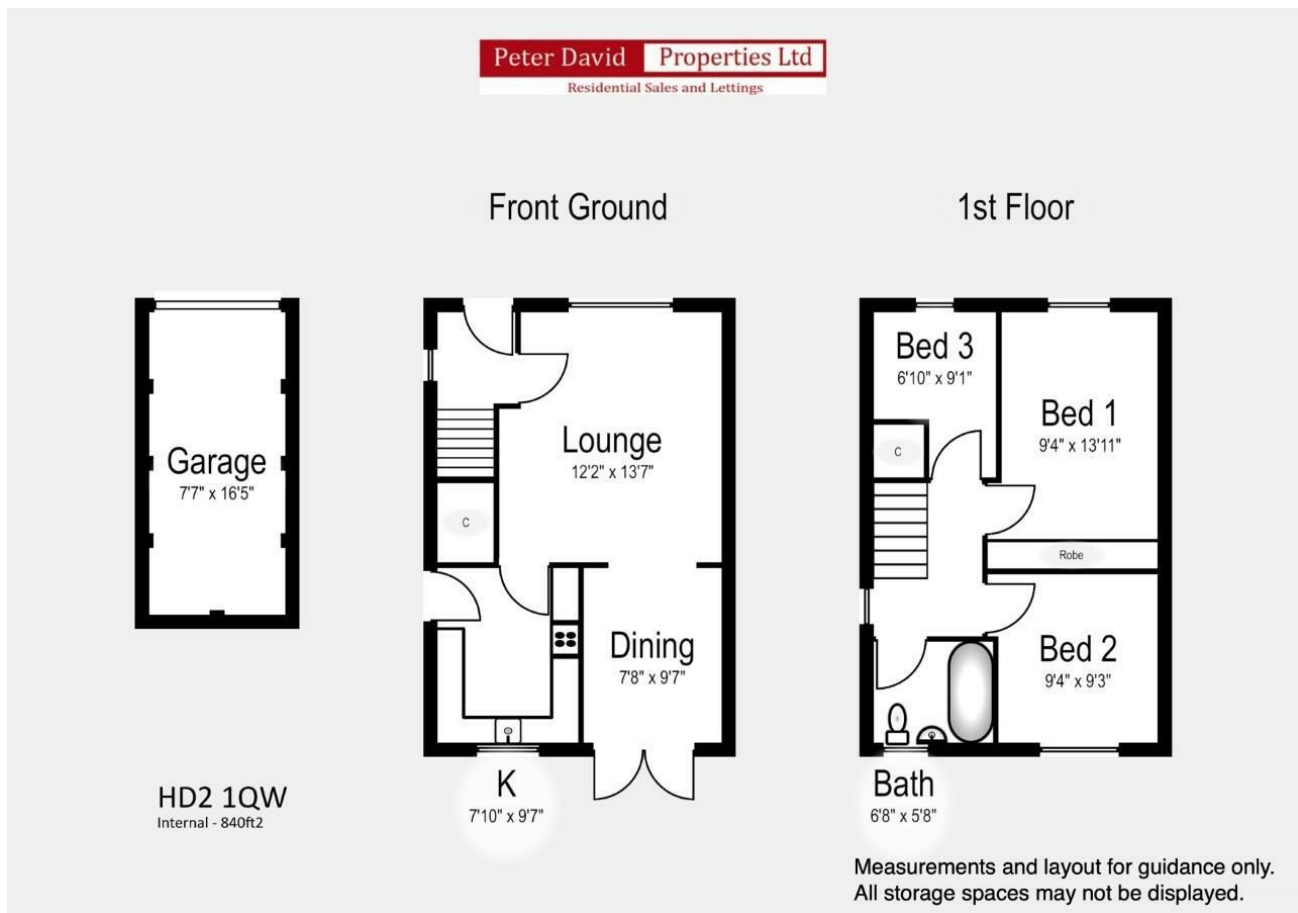 Peter David Properties Ltd
Residential Sales and Lettings
Front Ground
1st Floor
Garage
7'7" x 16'5"
Lounge
12'2" x 13'7"
C
Dining
7'8" x 9'7"
K
7'10" x 9'7"
Bed 3
6'10" x 9'1"
C
Bed 1
9'4" x 13'11"
Robe
Bed 2
9'4" x 9'3"
Bath
6'8" x 5'8"
HD2 1QW
Internal - 840ft2
Measurements and layout for guidance only.
All storage spaces may not be displayed.